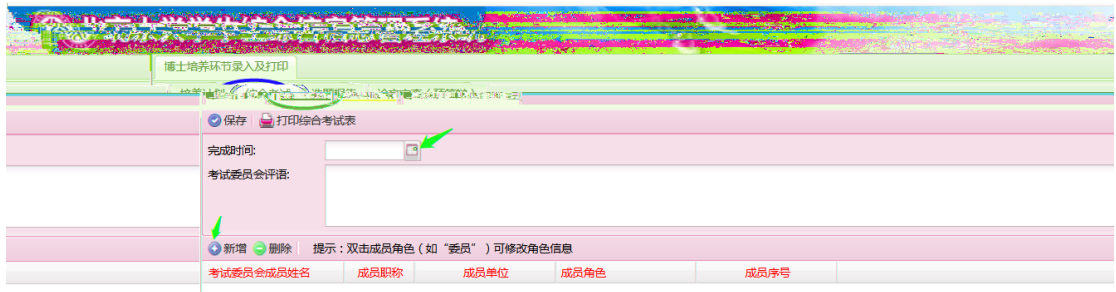 博士培养环节录入及打印
保存 打印综合考试表
完成时间:
考试委员会评语:
新增 删除 提示：双击成员角色（如“委员”）可修改角色信息
考试委员会成员姓名 成员职称 成员单位 成员角色 成员序号